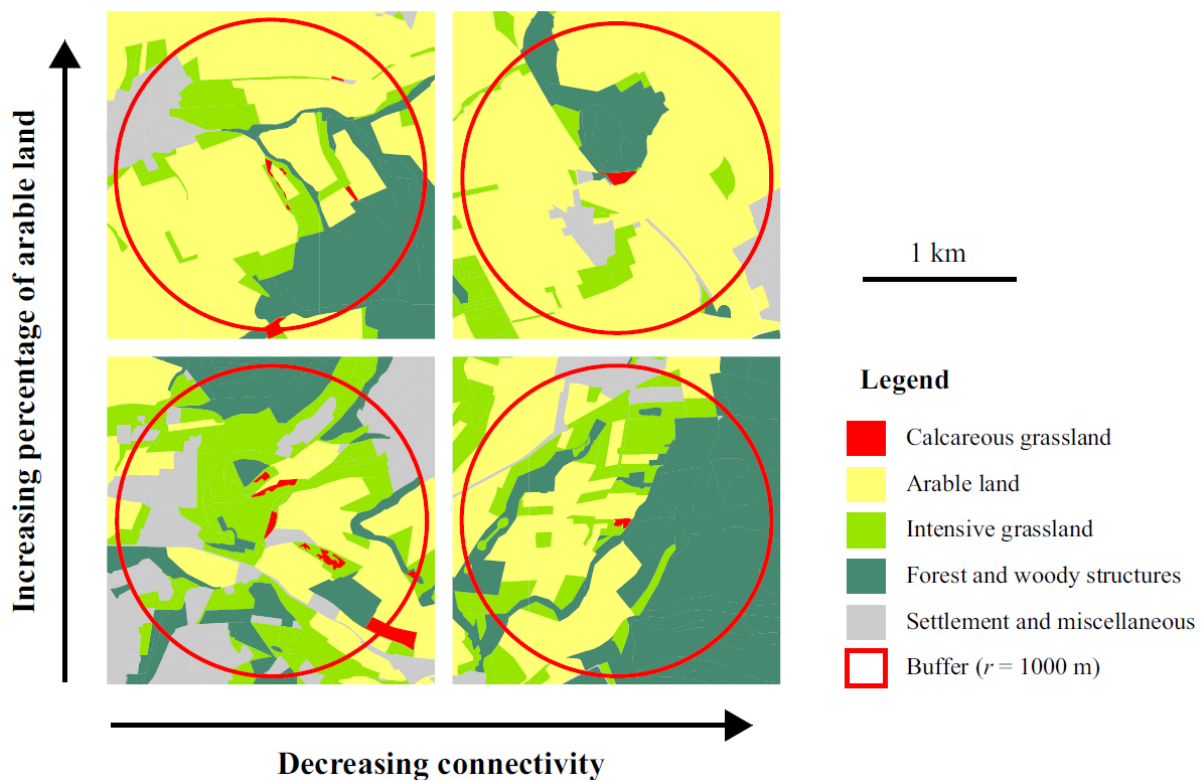 Increasing percentage of arable land
1 km
Legend
Calcareous grassland
Arable land
Intensive grassland
Forest and woody structures
Settlement and miscellaneous
Buffer (r = 1000 m)
Decreasing connectivity